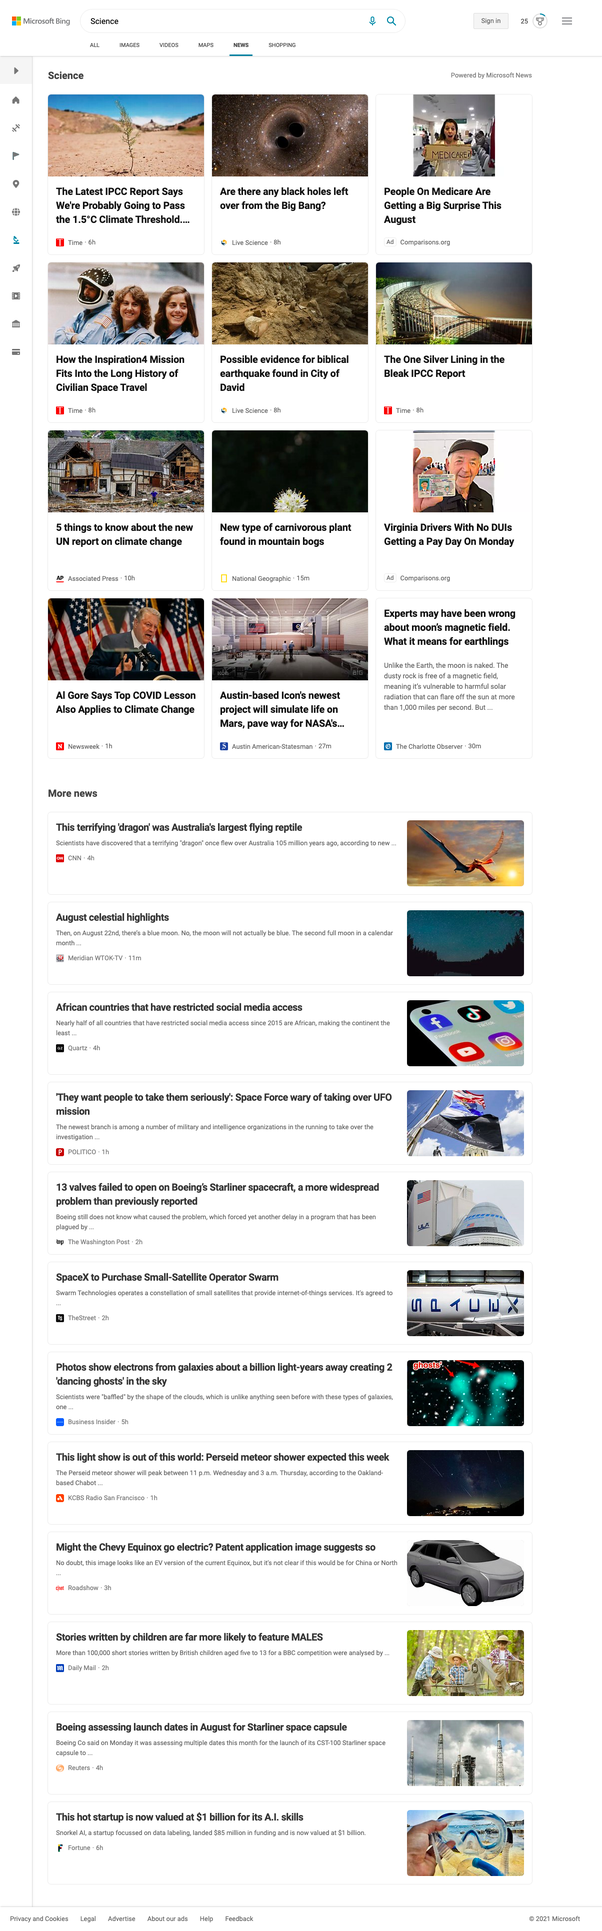 Microsoft Bing
Science
Sign in
25
ALL
IMAGES
VIDEOS
MAPS
NEWS
SHOPPING
Science
Powered by Microsoft News
MEDICARE
The Latest IPCC Report Says
We're Probably Going to Pass
the 1.5°C Climate Threshold....
Time · 6h
Are there any black holes left
over from the Big Bang?
Live Science · 8h
People On Medicare Are
Getting a Big Surprise This
August
Ad Comparisons.org
How the Inspiration4 Mission
Fits Into the Long History of
Civilian Space Travel
Time · 8h
Possible evidence for biblical
earthquake found in City of
David
Live Science · 8h
The One Silver Lining in the
Bleak IPCC Report
Time · 8h
5 things to know about the new
UN report on climate change
AP Associated Press · 10h
New type of carnivorous plant
found in mountain bogs
National Geographic · 15m
Virginia Drivers With No DUIs
Getting a Pay Day On Monday
Ad Comparisons.org
Al Gore Says Top COVID Lesson
Also Applies to Climate Change
Newsweek · 1h
Austin-based Icon's newest
project will simulate life on
Mars, pave way for NASA's...
Austin American-Statesman · 27m
Experts may have been wrong
about moon's magnetic field.
What it means for earthlings
Unlike the Earth, the moon is naked. The
dusty rock is free of a magnetic field,
meaning it's vulnerable to harmful solar
radiation that can flare off the sun at more
than 1,000 miles per second. But ...
The Charlotte Observer · 30m
More news
This terrifying 'dragon' was Australia's largest flying reptile
Scientists have discovered that a terrifying "dragon" once flew over Australia 105 million years ago, according to new ...
CNN · 4h
August celestial highlights
Then, on August 22nd, there's a blue moon. No, the moon will not actually be blue. The second full moon in a calendar
month ...
Meridian WTOK-TV · 11m
African countries that have restricted social media access
Nearly half of all countries that have restricted social media access since 2015 are African, making the continent the
least ...
Quartz · 4h
'They want people to take them seriously': Space Force wary of taking over UFO
mission
The newest branch is among a number of military and intelligence organizations in the running to take over the
investigation ...
POLITICO · 1h
13 valves failed to open on Boeing's Starliner spacecraft, a more widespread
problem than previously reported
Boeing still does not know what caused the problem, which forced yet another delay in a program that has been
plagued by ...
The Washington Post · 2h
ULA
SpaceX to Purchase Small-Satellite Operator Swarm
Swarm Technologies operates a constellation of small satellites that provide internet-of-things services. It's agreed to
...
TheStreet · 2h
SPACEX
Photos show electrons from galaxies about a billion light-years away creating 2
'dancing ghosts' in the sky
Scientists were "baffled" by the shape of the clouds, which is unlike anything seen before with these types of galaxies,
one ...
Business Insider · 5h
ghosts'
This light show is out of this world: Perseid meteor shower expected this week
The Perseid meteor shower will peak between 11 p.m. Wednesday and 3 a.m. Thursday, according to the Oakland-
based Chabot ...
KCBS Radio San Francisco · 1h
Might the Chevy Equinox go electric? Patent application image suggests so
No doubt, this image looks like an EV version of the current Equinox, but it's not clear if this would be for China or North
...
Roadshow · 3h
Stories written by children are far more likely to feature MALES
More than 100,000 short stories written by British children aged five to 13 for a BBC competition were analysed by ...
Daily Mail · 2h
Boeing assessing launch dates in August for Starliner space capsule
Boeing Co said on Monday it was assessing multiple dates this month for the launch of its CST-100 Starliner space
capsule to ...
Reuters · 4h
This hot startup is now valued at $1 billion for its A.I. skills
Snorkel AI, a startup focussed on data labeling, landed $85 million in funding and is now valued at $1 billion.
Fortune · 6h
Privacy and Cookies
Legal
Advertise
About our ads
Help
Feedback
© 2021 Microsoft